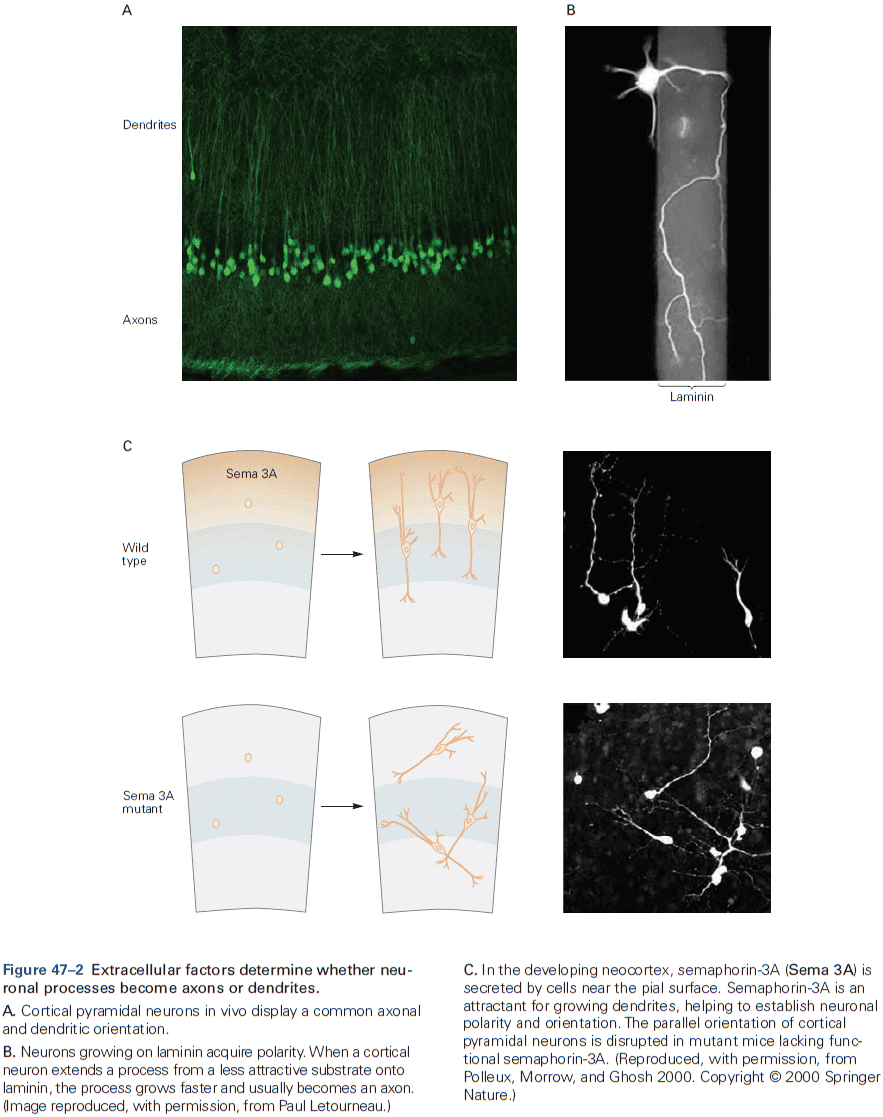 A
B
Dendrites
Axons
Laminin
C
Sema 3A
Wild
type
Sema 3A
mutant
Figure 47–2 Extracellular factors determine whether neu-
ronal processes become axons or dendrites.
A. Cortical pyramidal neurons in vivo display a common axonal
and dendritic orientation.
B. Neurons growing on laminin acquire polarity. When a cortical
neuron extends a process from a less attractive substrate onto
laminin, the process grows faster and usually becomes an axon.
(Image reproduced, with permission, from Paul Letourneau.)
C. In the developing neocortex, semaphorin-3A (Sema 3A) is
secreted by cells near the pial surface. Semaphorin-3A is an
attractant for growing dendrites, helping to establish neuronal
polarity and orientation. The parallel orientation of cortical
pyramidal neurons is disrupted in mutant mice lacking func-
tional semaphorin-3A. (Reproduced, with permission, from
Polleux, Morrow, and Ghosh 2000. Copyright © 2000 Springer
Nature.)